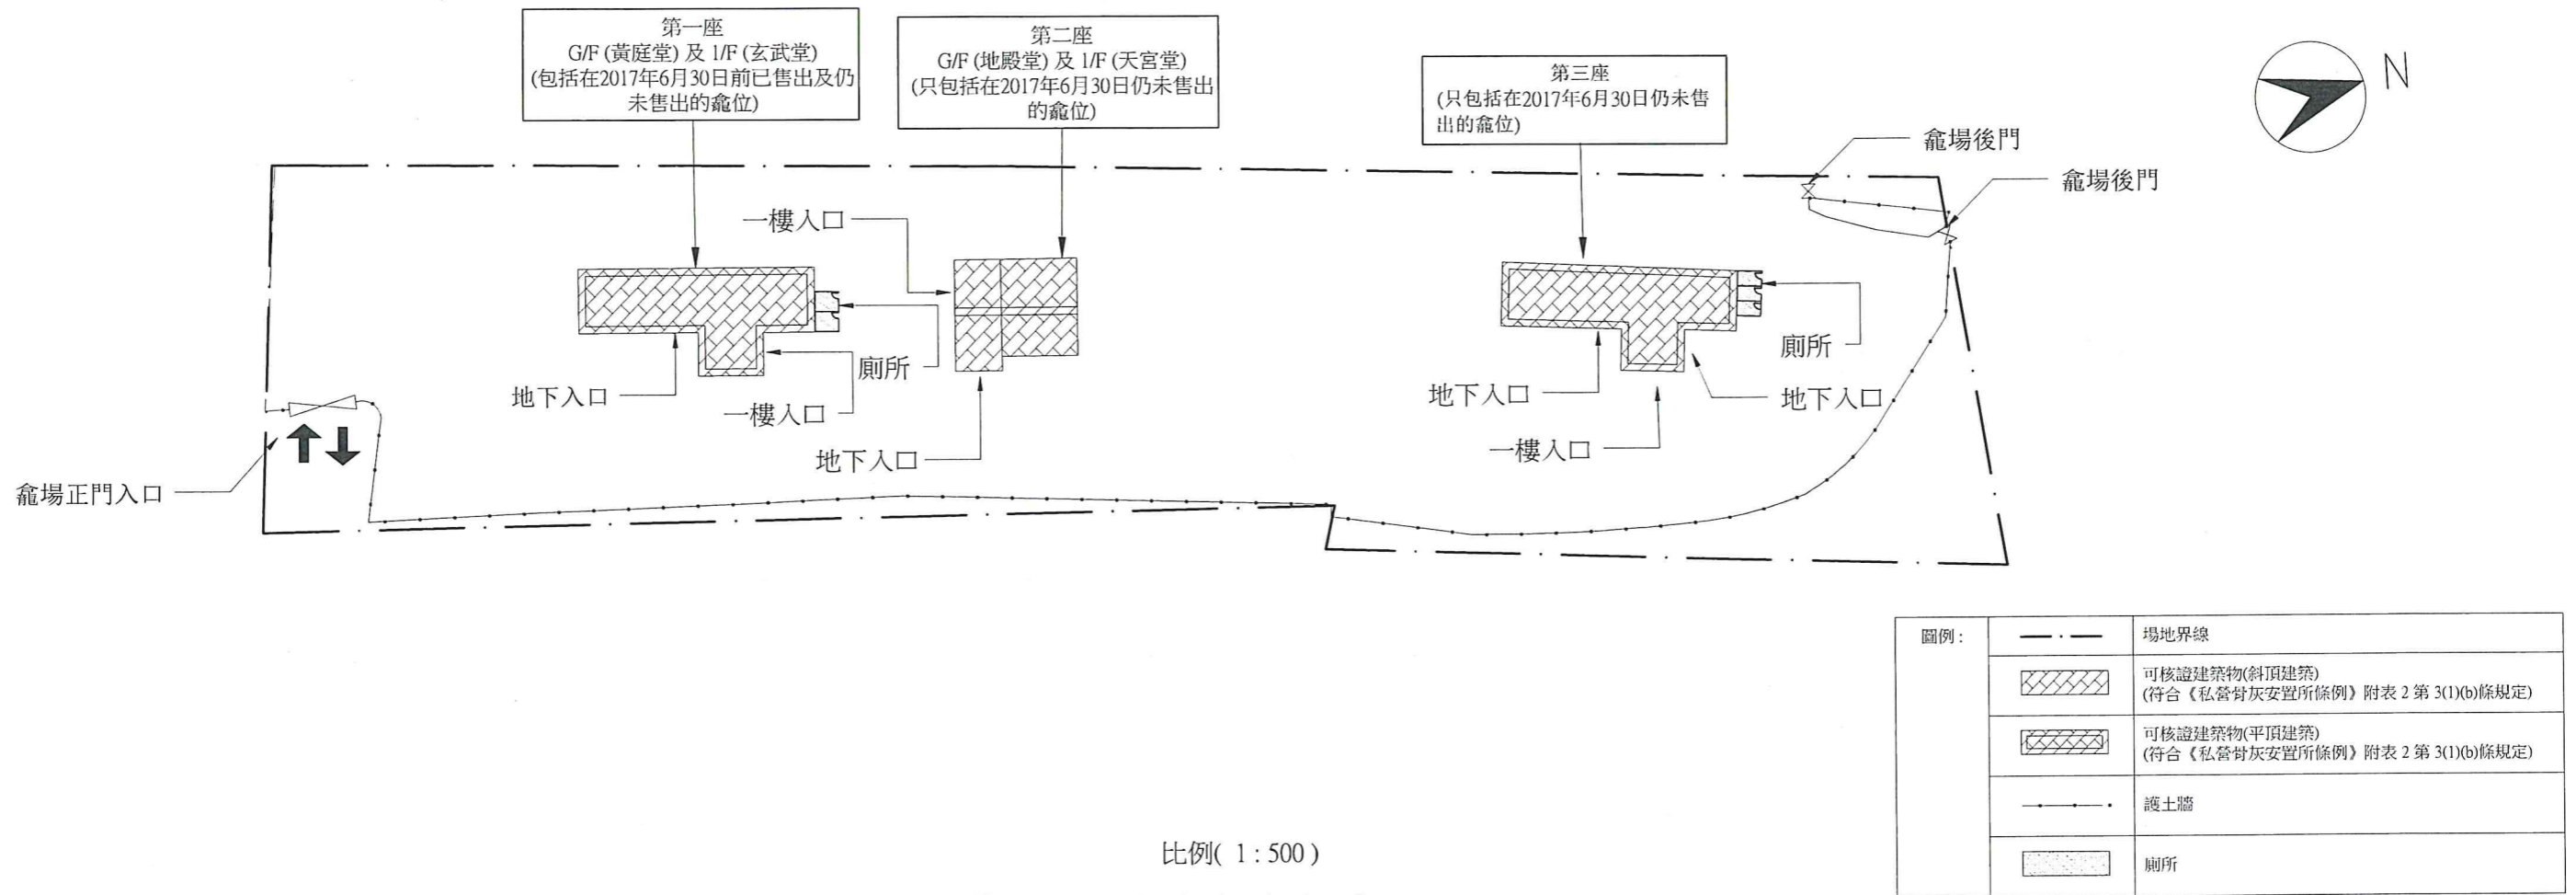 第一座
G/F (黃庭堂) 及 1/F (玄武堂)
(包括在2017年6月30日前已售出及仍
未售出的龕位)
第二座
G/F (地殿堂) 及 1/F (天宮堂)
(只包括在2017年6月30日仍未售出
的龕位)
第三座
(只包括在2017年6月30日仍未售
出的龕位)
N
龕場後門
龕場後門
一樓入口
廁所
地下入口
一樓入口
地下入口
廁所
地下入口
地下入口
一樓入口
龕場正門入口
圖例 :
場地界線
可核證建築物(斜頂建築)
(符合《私營骨灰安置所條例》附表 2 第 3(1)(b)條規定)
可核證建築物(平頂建築)
(符合《私營骨灰安置所條例》附表 2 第 3(1)(b)條規定)
護土牆
廁所
比例( 1 : 500 )